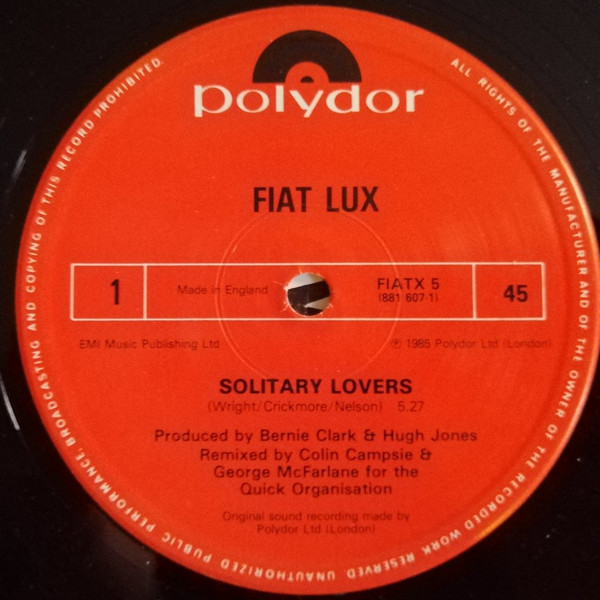 polydor
FIAT LUX
1
Made in England
FIATX 5
(881 607-1)
45
EMI Music Publishing Ltd
℗ 1985 Polydor Ltd (London)
SOLITARY LOVERS
(Wright/Crickmore/Nelson) 5.27
Produced by Bernie Clark & Hugh Jones
Remixed by Colin Campsie &
George McFarlane for the
Quick Organisation
Original sound recording made by
Polydor Ltd (London)
ALL RIGHTS OF THE MANUFACTURER AND OF THE OWNER OF THE RECORDED WORK RESERVED. UNAUTHORIZED PUBLIC PERFORMANCE, BROADCASTING AND COPYING OF THIS RECORD PROHIBITED.